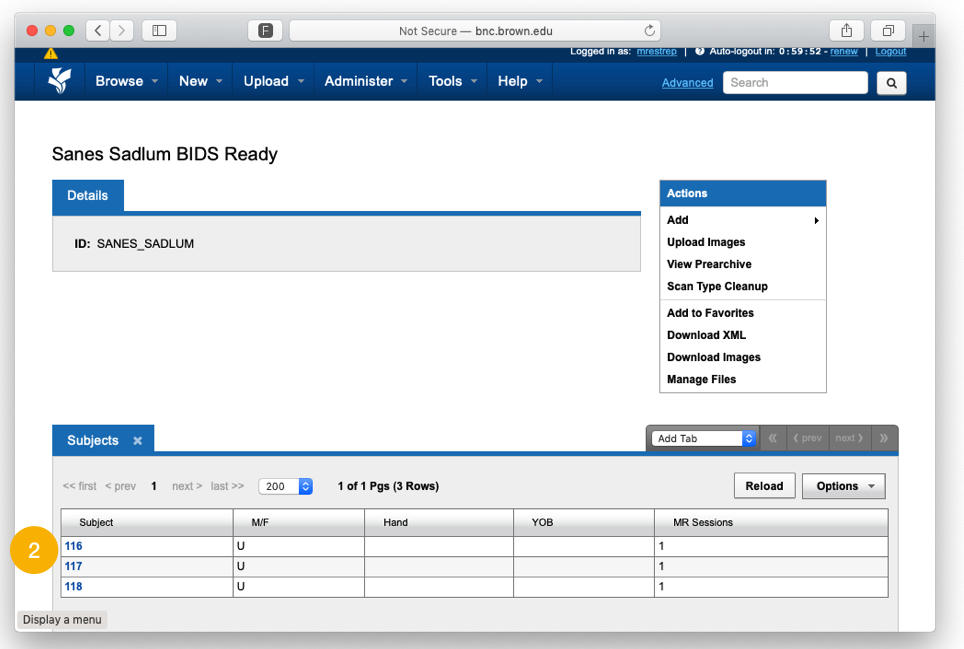 F
Not Secure — bnc.brown.edu
Logged in as: mrestrep | Auto-logout in: 0:59:52 - renew | Logout
Browse New Upload Administer Tools Help Advanced Search
Sanes Sadlum BIDS Ready
Details
ID: SANES_SADLUM
Actions
Add
Upload Images
View Prearchive
Scan Type Cleanup
Add to Favorites
Download XML
Download Images
Manage Files
Subjects × Add Tab « ‹ prev next › »
<< first < prev 1 next > last >> 200 1 of 1 Pgs (3 Rows) Reload Options
Subject M/F Hand YOB MR Sessions
116 U 1
117 U 1
118 U 1
2
Display a menu